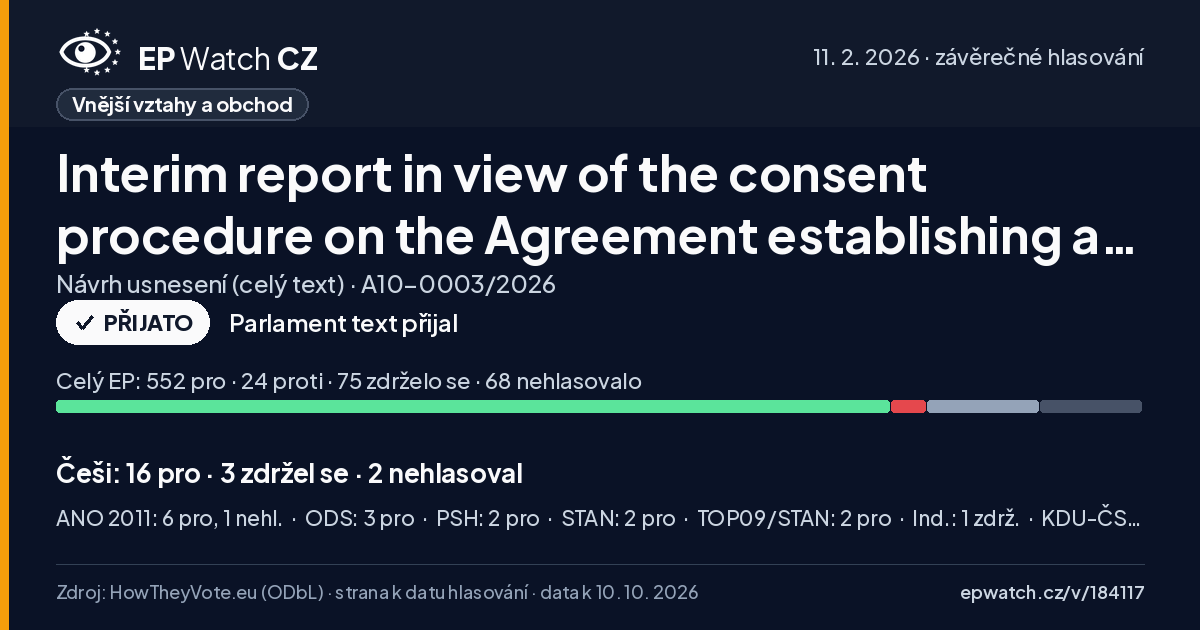 EP Watch CZ
11. 2. 2026 · závěrečné hlasování
Vnější vztahy a obchod
Interim report in view of the consent
procedure on the Agreement establishing a…
Návrh usnesení (celý text) · A10-0003/2026
✓ PŘIJATO Parlament text přijal
Celý EP: 552 pro · 24 proti · 75 zdrželo se · 68 nehlasovalo
Češi: 16 pro · 3 zdržel se · 2 nehlasoval
ANO 2011: 6 pro, 1 nehl. · ODS: 3 pro · PSH: 2 pro · STAN: 2 pro · TOP09/STAN: 2 pro · Ind.: 1 zdrž. · KDU-ČS…
Zdroj: HowTheyVote.eu (ODbL) · strana k datu hlasování · data k 10. 10. 2026
epwatch.cz/v/184117